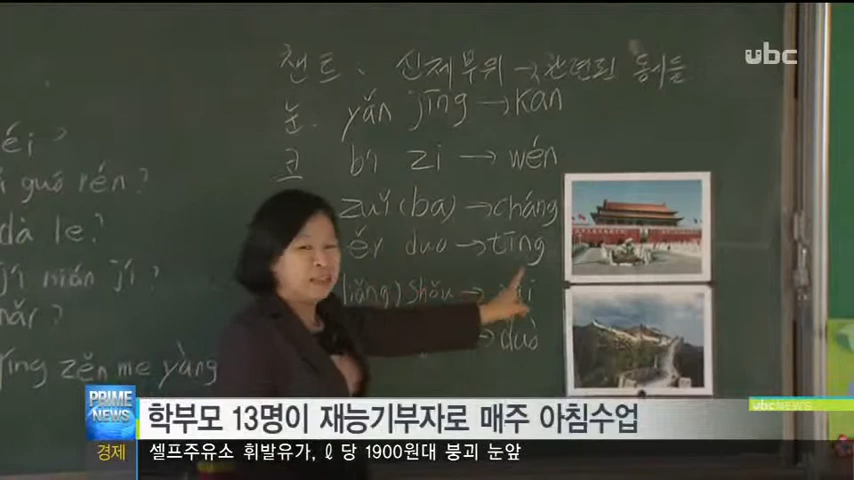 ubc
챈트、 신체부위 → 관련된 동사들
눈. yǎn jīng → kan
코 bí zi → wén
zuǐ (ba) → cháng
ěr duo → tīng
(liǎng) Shǒu →
→ duò
éi ?
guó rén ?
dà le ?
jǐ nián jí ?
nǎr ?
jīng zěn me yàng
PRIME NEWS
학부모 13명이 재능기부자로 매주 아침수업
경제
셀프주유소 휘발유가, ℓ 당 1900원대 붕괴 눈앞